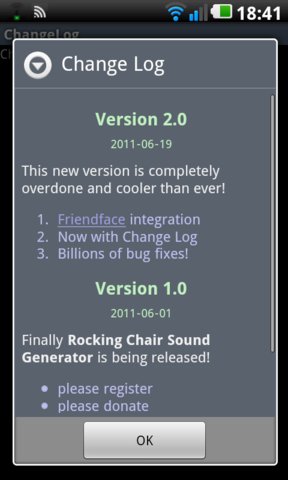 18:41
ChangeLog
Ch
Change Log
Version 2.0
2011-06-19
This new version is completely
overdone and cooler than ever!
1. Friendface integration
2. Now with Change Log
3. Billions of bug fixes!
Version 1.0
2011-06-01
Finally Rocking Chair Sound
Generator is being released!
• please register
• please donate
OK